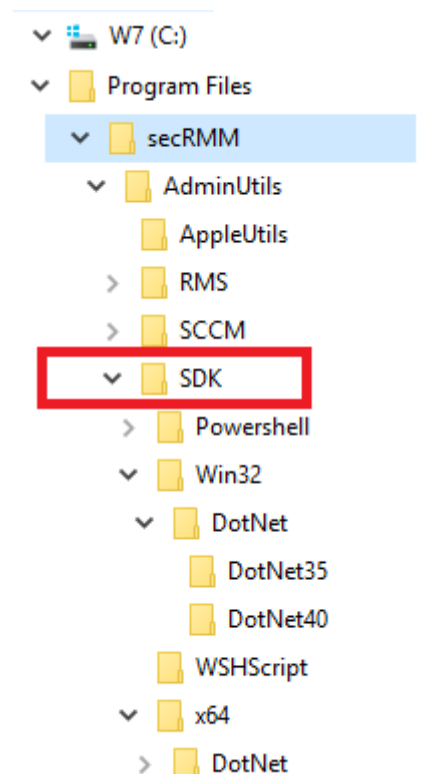 W7 (C:)
Program Files
secRMM
AdminUtils
AppleUtils
RMS
SCCM
SDK
Powershell
Win32
DotNet
DotNet35
DotNet40
WSHScript
x64
DotNet